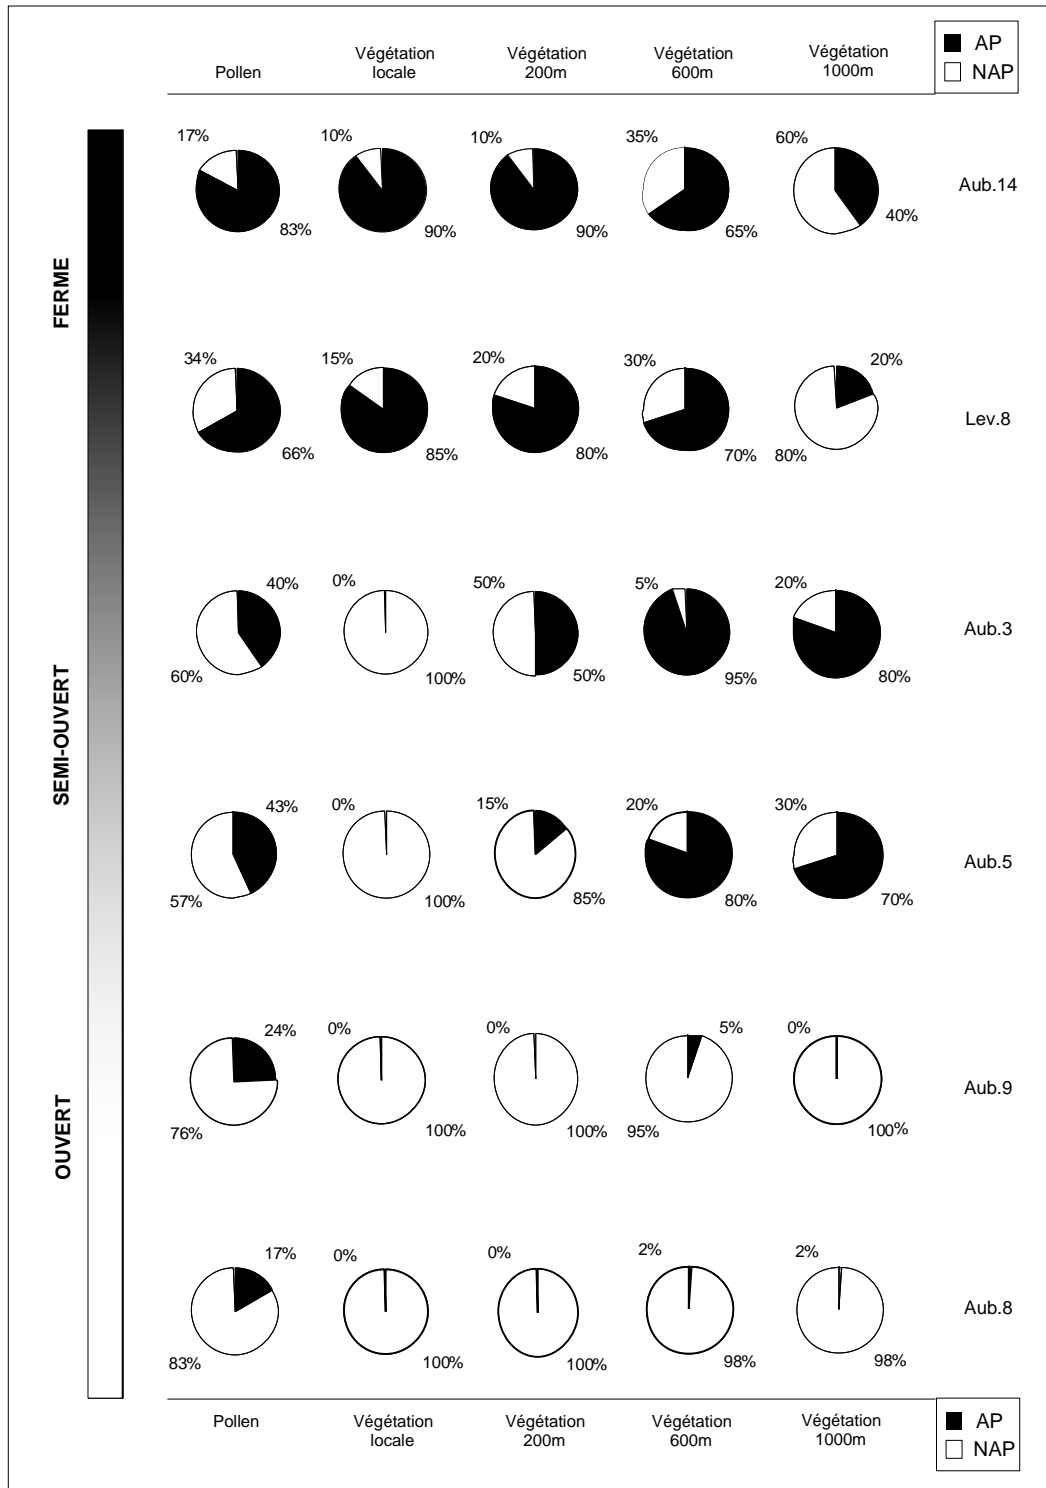 AP
NAP
Pollen
Végétation
locale
Végétation
200m
Végétation
600m
Végétation
1000m
FERME
SEMI-OUVERT
OUVERT
17%
83%
10%
90%
10%
90%
35%
65%
60%
40%
Aub.14
34%
66%
15%
85%
20%
80%
30%
70%
20%
80%
Lev.8
40%
60%
0%
100%
50%
50%
5%
95%
20%
80%
Aub.3
43%
57%
0%
100%
15%
85%
20%
80%
30%
70%
Aub.5
24%
76%
0%
100%
0%
100%
5%
95%
0%
100%
Aub.9
17%
83%
0%
100%
0%
100%
2%
98%
2%
98%
Aub.8
Pollen
Végétation
locale
Végétation
200m
Végétation
600m
Végétation
1000m
AP
NAP